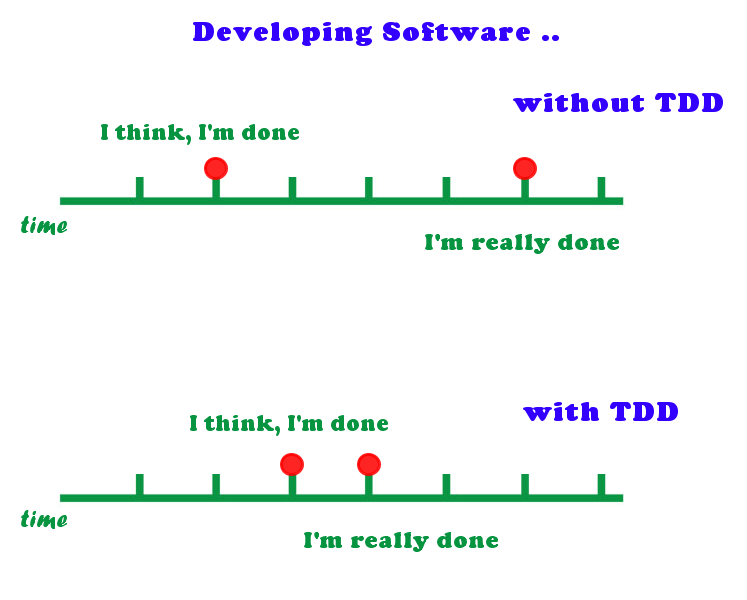 Developing Software ..
without TDD
I think, I'm done
time
I'm really done
with TDD
I think, I'm done
time
I'm really done